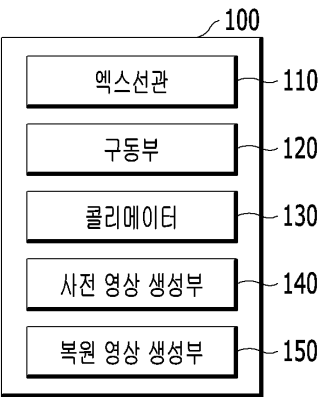 100
엑스선관 110
구동부 120
콜리메이터 130
사전 영상 생성부 140
복원 영상 생성부 150